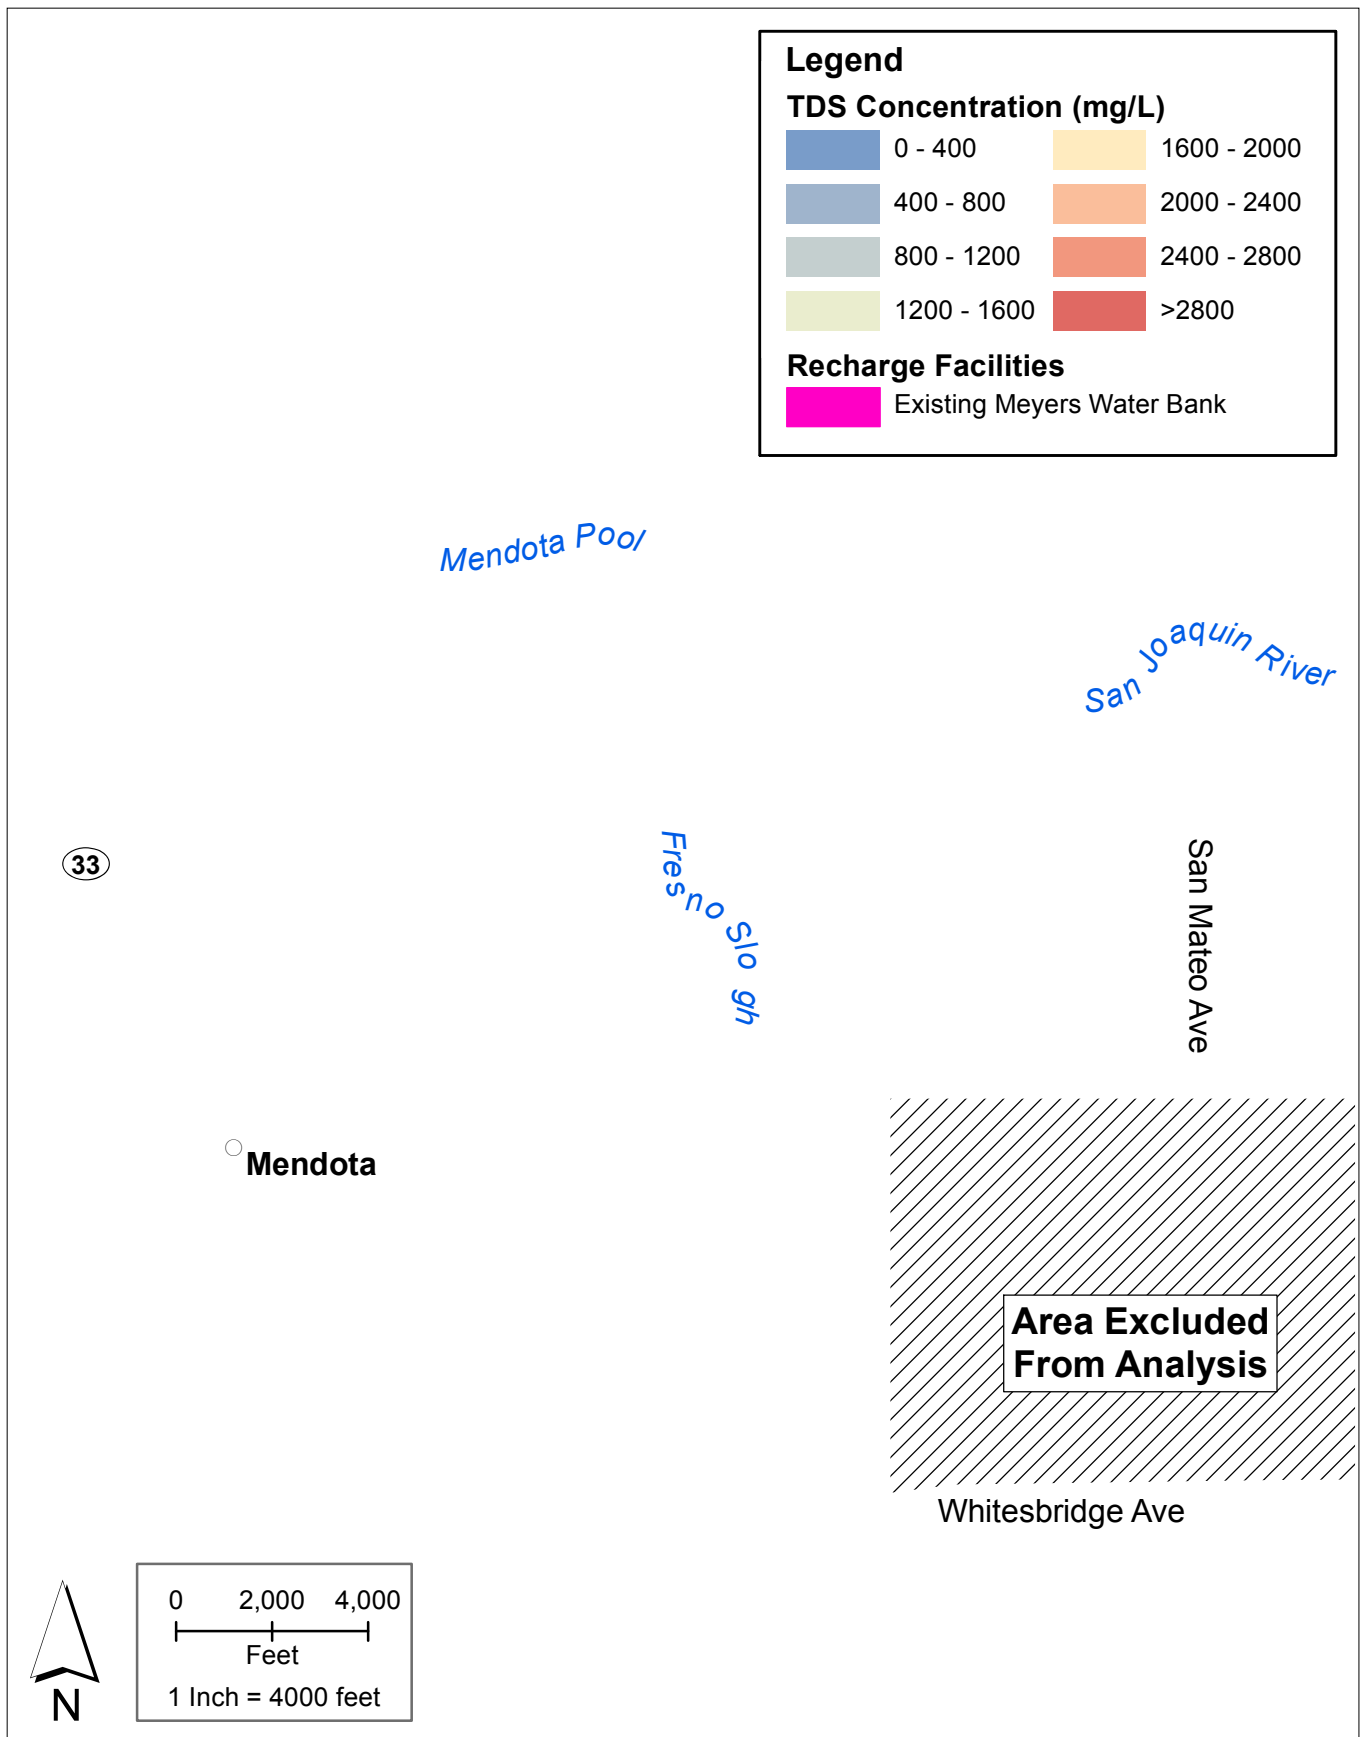 Legend
TDS Concentration (mg/L)
0 - 400
400 - 800
800 - 1200
1200 - 1600
1600 - 2000
2000 - 2400
2400 - 2800
>2800
Recharge Facilities
Existing Meyers Water Bank
Mendota Pool
San Joaquin River
33
Fresno Slo gh
San Mateo Ave
Mendota
Area Excluded
From Analysis
Whitesbridge Ave
0 2,000 4,000
Feet
1 Inch = 4000 feet
N